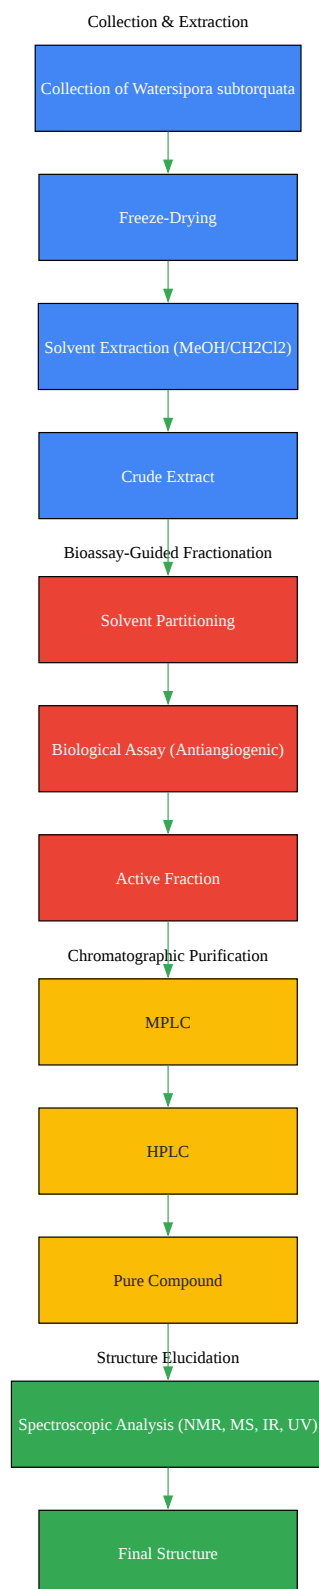 Collection & Extraction
Collection of Watersipora subtorquata
Freeze-Drying
Solvent Extraction (MeOH/CH2Cl2)
Crude Extract
Bioassay-Guided Fractionation
Solvent Partitioning
Biological Assay (Antiangiogenic)
Active Fraction
Chromatographic Purification
MPLC
HPLC
Pure Compound
Structure Elucidation
Spectroscopic Analysis (NMR, MS, IR, UV)
Final Structure